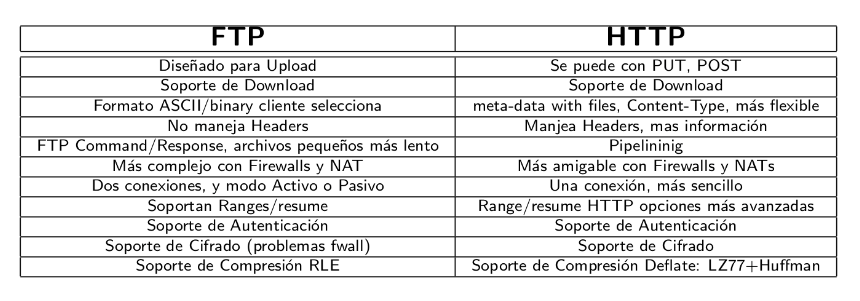 FTP HTTP
Diseñado para Upload Se puede con PUT, POST
Soporte de Download Soporte de Download
Formato ASCII/binary cliente selecciona meta-data with files, Content-Type, más flexible
No maneja Headers Manjea Headers, mas información
FTP Command/Response, archivos pequeños más lento Pipelininig
Más complejo con Firewalls y NAT Más amigable con Firewalls y NATs
Dos conexiones, y modo Activo o Pasivo Una conexión, más sencillo
Soportan Ranges/resume Range/resume HTTP opciones más avanzadas
Soporte de Autenticación Soporte de Autenticación
Soporte de Cifrado (problemas fwall) Soporte de Cifrado
Soporte de Compresión RLE Soporte de Compresión Deflate: LZ77+Huffman